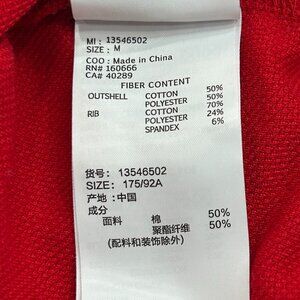 MI: 13546502
SIZE: M
COO: Made in China
RN# 160666
CA# 40289
FIBER CONTENT
OUTSHELL COTTON 50%
POLYESTER 50%
RIB COTTON 70%
POLYESTER 24%
SPANDEX 6%
货号: 13546502
SIZE: 175/92A
产地: 中国
成分
面料 棉 50%
聚酯纤维 50%
(配料和装饰除外)